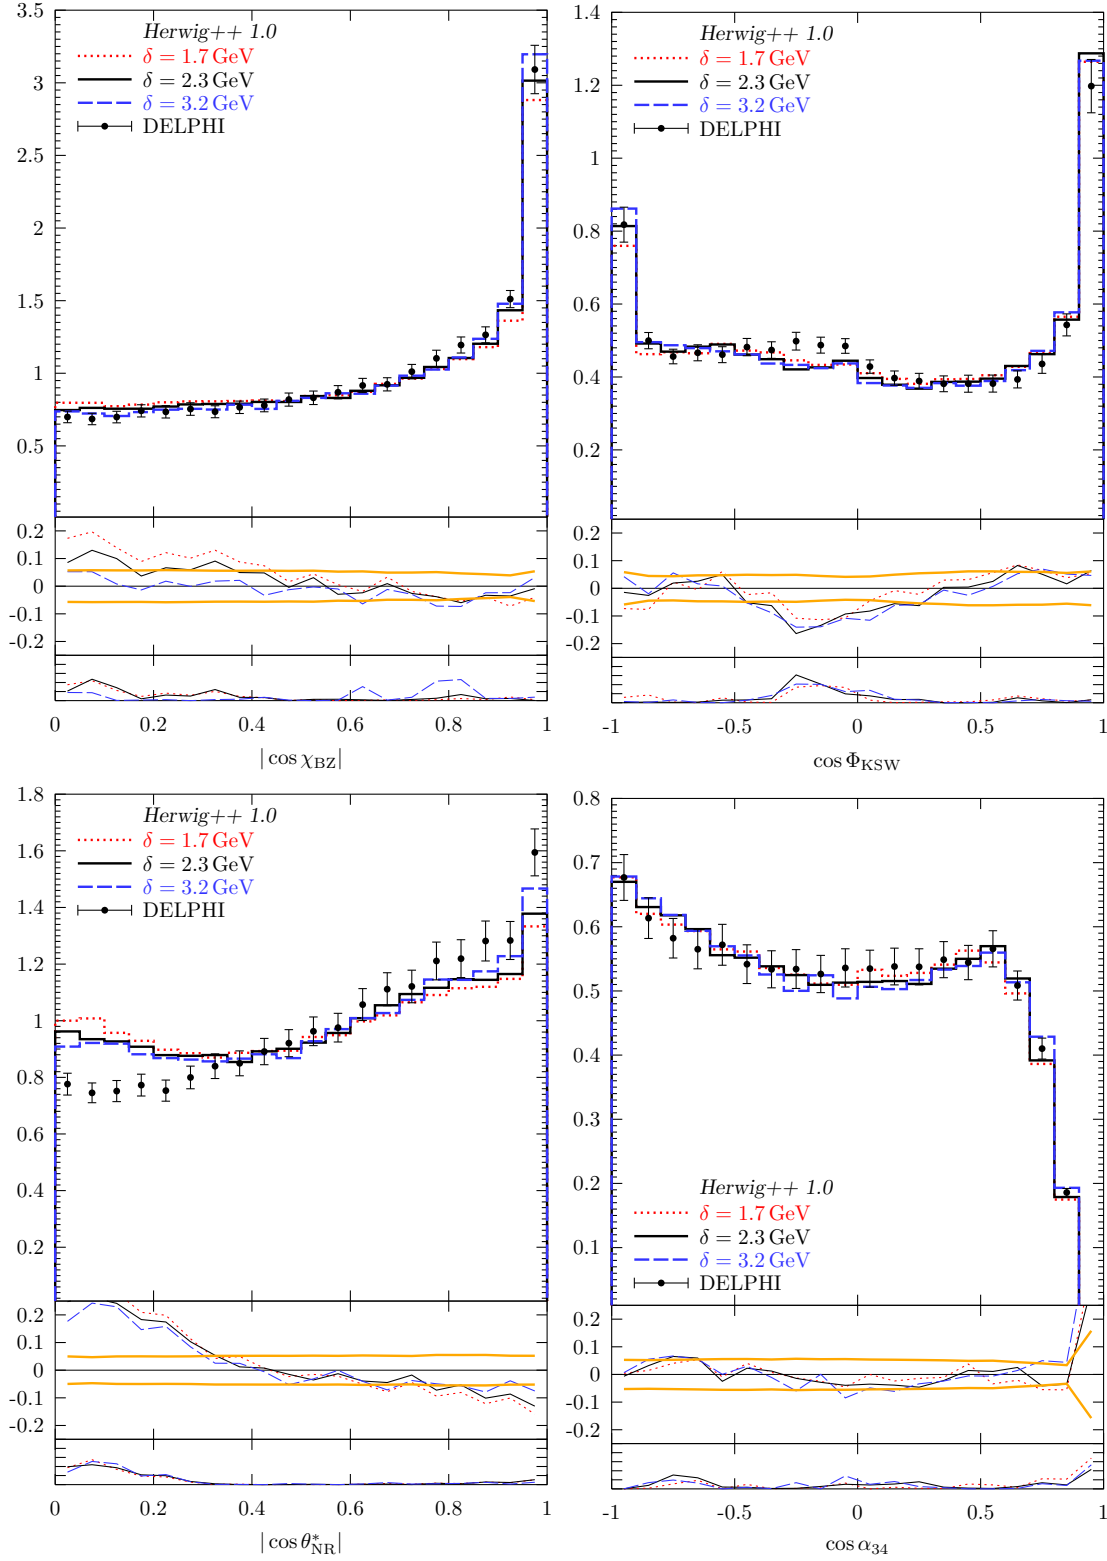 3.5
3
2.5
2
1.5
1
0.5
Herwig++ 1.0
δ = 1.7 GeV
δ = 2.3 GeV
δ = 3.2 GeV
DELPHI
0.2
0.1
0
-0.1
-0.2
0 0.2 0.4 0.6 0.8 1
| cos χBZ|
1.4
1.2
1
0.8
0.6
0.4
Herwig++ 1.0
δ = 1.7 GeV
δ = 2.3 GeV
δ = 3.2 GeV
DELPHI
0.2
0.1
0
-0.1
-0.2
-1 -0.5 0 0.5 1
cos ΦKSW
1.8
1.6
1.4
1.2
1
0.8
0.6
0.4
0.2
Herwig++ 1.0
δ = 1.7 GeV
δ = 2.3 GeV
δ = 3.2 GeV
DELPHI
0.2
0.1
0
-0.1
-0.2
0 0.2 0.4 0.6 0.8 1
| cos θ*NR|
0.8
0.7
0.6
0.5
0.4
0.3
0.2
0.1
Herwig++ 1.0
δ = 1.7 GeV
δ = 2.3 GeV
δ = 3.2 GeV
DELPHI
0.2
0.1
0
-0.1
-0.2
-1 -0.5 0 0.5 1
cos α34